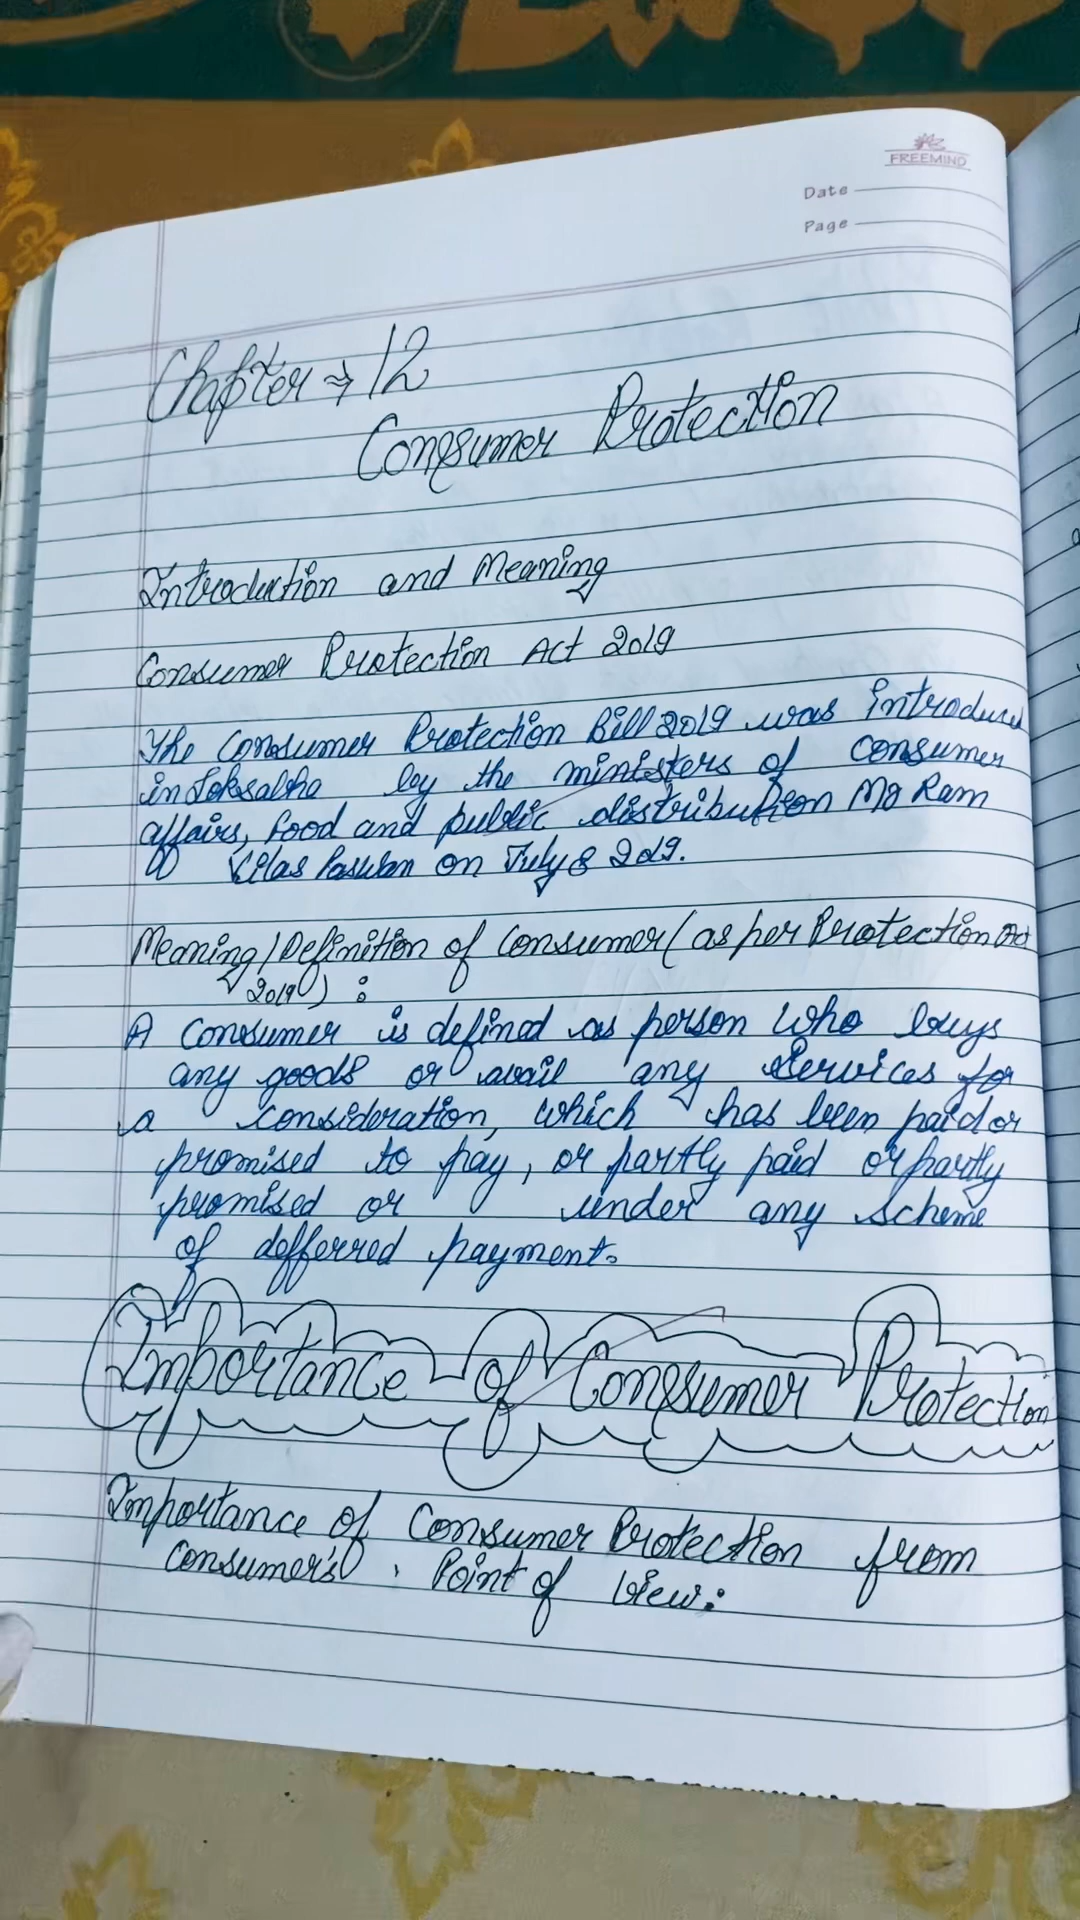 FREEMIND
Date
Page
Chapter → 12
Consumer Protection
Introduction and Meaning
Consumer Protection Act 2019
The Consumer Protection Bill 2019 was introduced
in Loksabha by the ministers of consumer
affairs, food and public distribution Mr Ram
Vilas Paswan on July 8 2019.
Meaning/Definition of Consumer (as per Protection Act
2019) :
A Consumer is defined as person who buys
any goods or avail any Services for
a consideration, which has been paid or
promised to pay, or partly paid or partly
promised or under any scheme
of defferred payment.
Importance of Consumer Protection
Importance of Consumer Protection from
Consumer's Point of View: